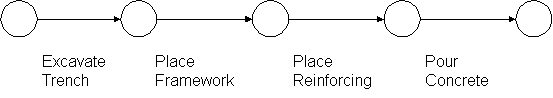 Excavate
Trench
Place
Framework
Place
Reinforcing
Pour
Concrete